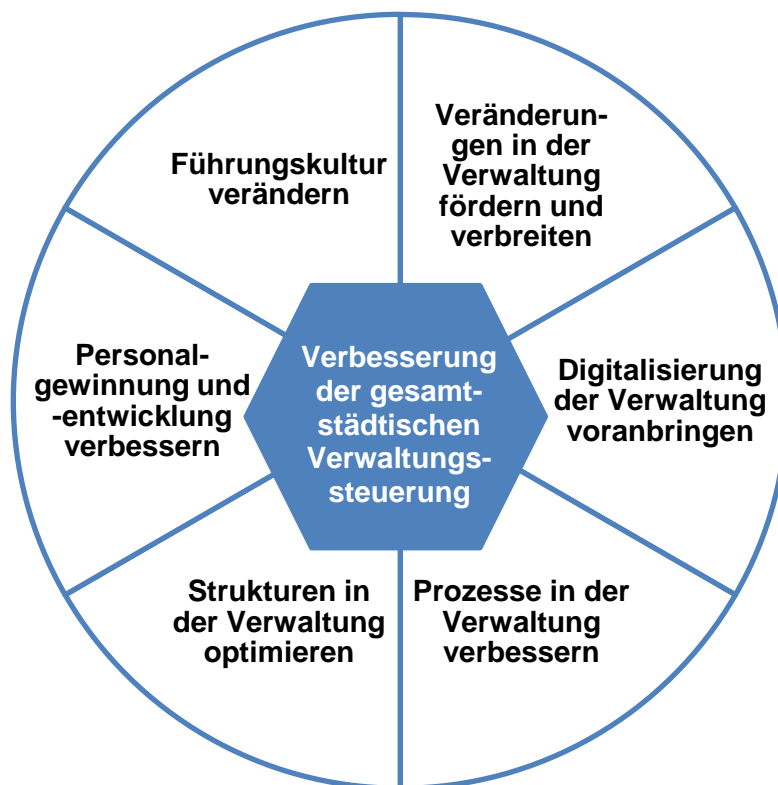 Führungskultur
verändern
Veränderun-
gen in der
Verwaltung
fördern und
verbreiten
Personal-
gewinnung und
-entwicklung
verbessern
Verbesserung
der gesamt-
städtischen
Verwaltungs-
steuerung
Digitalisierung
der Verwaltung
voranbringen
Strukturen in
der Verwaltung
optimieren
Prozesse in der
Verwaltung
verbessern